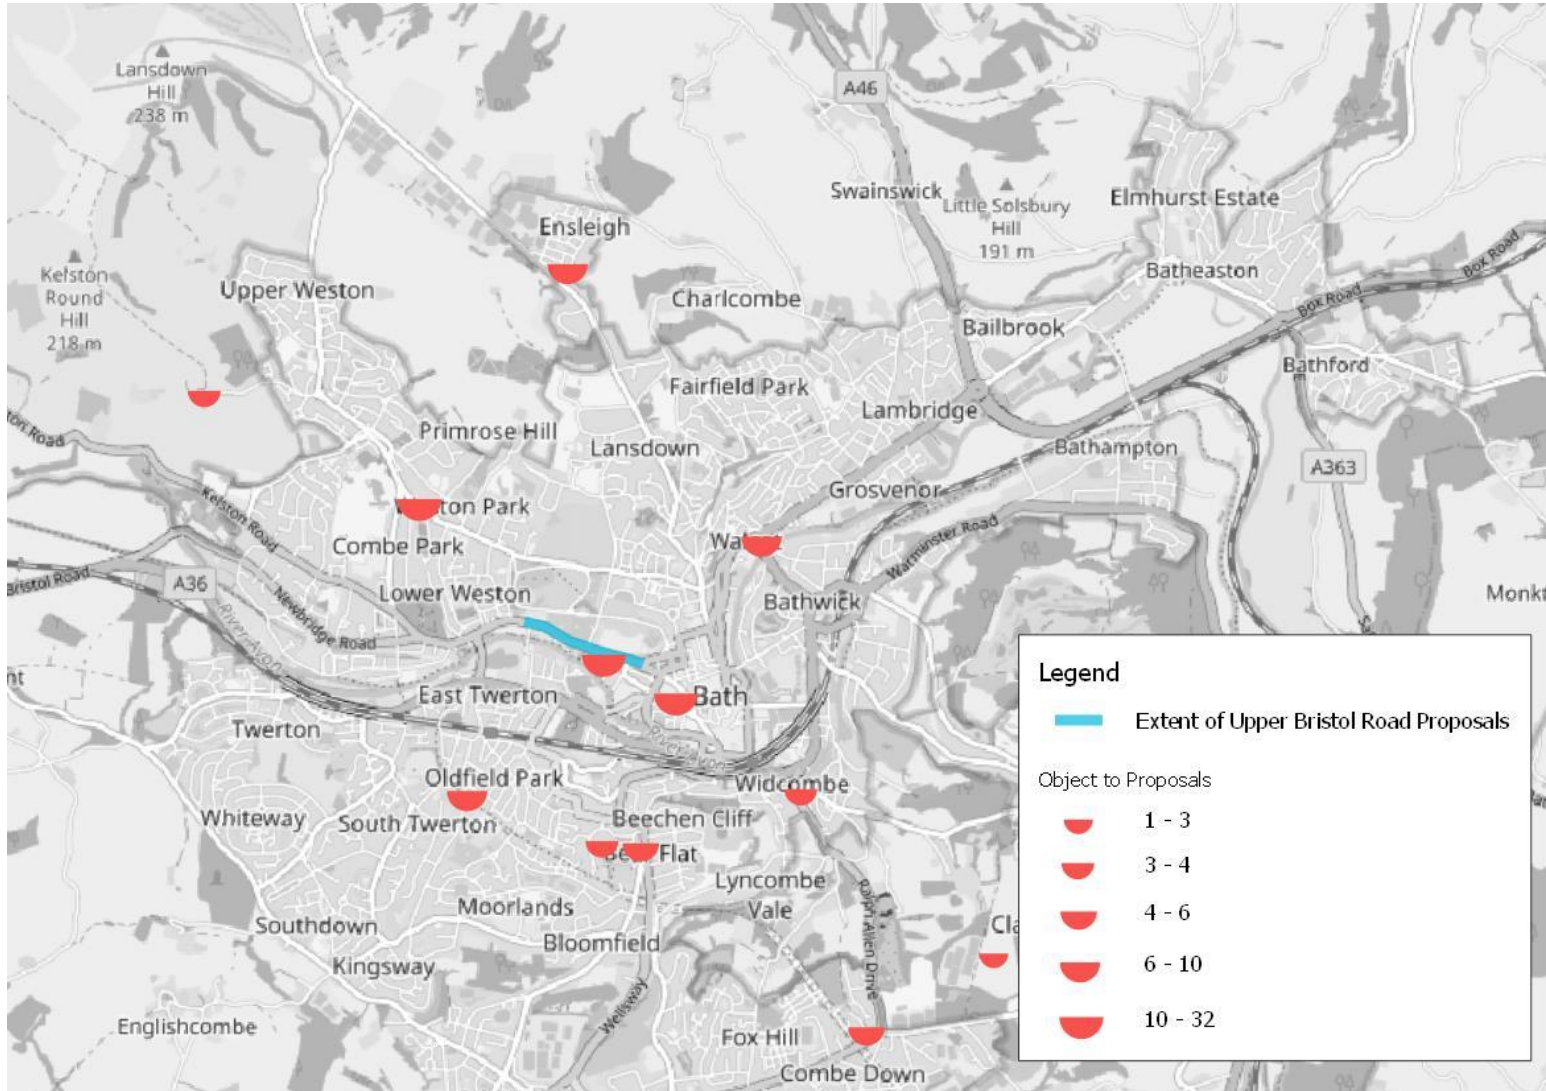 Lansdown
Hill
238 m
A46
Swainswick
Little Solsbury
Hill
191 m
Elmhurst Estate
Ensleigh
Batheaston
Box Road
Box Road
Kelston
Round
Hill
218 m
Upper Weston
Charlcombe
Bailbrook
Bathford
Fairfield Park
Lambridge
Primrose Hill
Lansdown
Bathampton
A363
ton Road
Kelston Road
Grosvenor
ton Park
Combe Park
Warminster Road
Bristol Road
A36
Lower Weston
Bathwick
Monkt
Newbridge Road
River Avon
East Twerton
Bath
Twerton
River Avon
Oldfield Park
Widcombe
Whiteway
South Twerton
Beechen Cliff
Flat
Lyncombe
Vale
Moorlands
Ralph Allen Drive
Southdown
Bloomfield
Cla
Kingsway
Wellsway
Englishcombe
Fox Hill
Combe Down
Legend
Extent of Upper Bristol Road Proposals
Object to Proposals
1 - 3
3 - 4
4 - 6
6 - 10
10 - 32